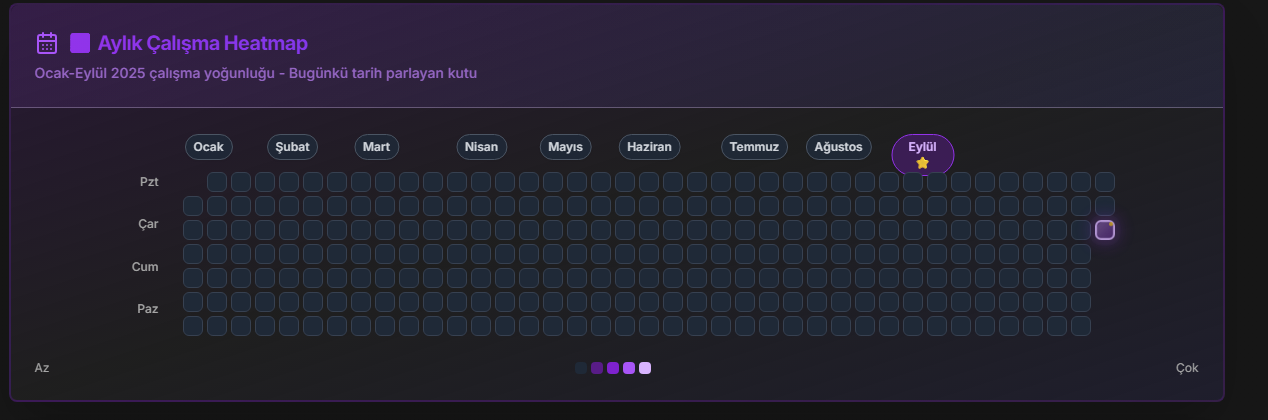 Aylık Çalışma Heatmap
Ocak-Eylül 2025 çalışma yoğunluğu - Bugünkü tarih parlayan kutu
Ocak Şubat Mart Nisan Mayıs Haziran Temmuz Ağustos Eylül
Pzt
Çar
Cum
Paz
Az Çok